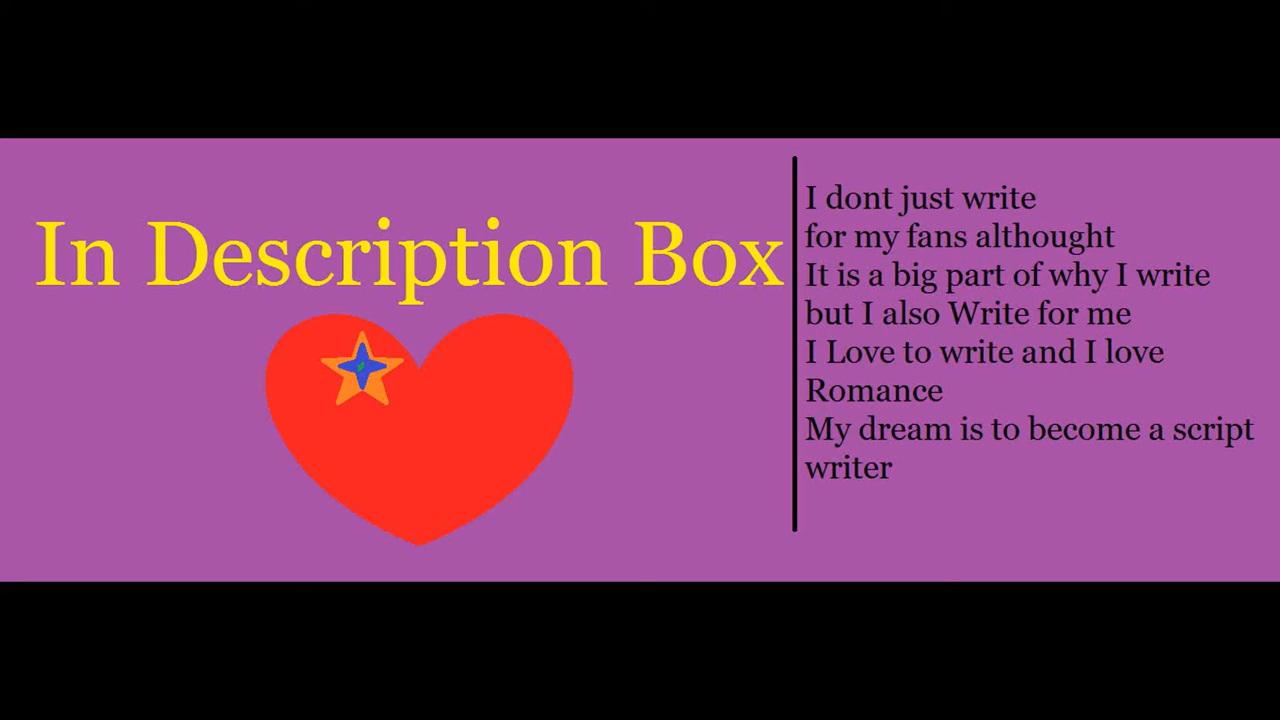 In Description Box
I dont just write
for my fans althought
It is a big part of why I write
but I also Write for me
I Love to write and I love
Romance
My dream is to become a script
writer